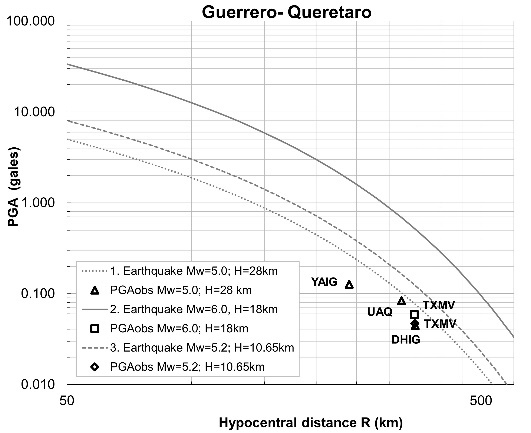 Guerrero- Queretaro
100.000
10.000
1.000
0.100
0.010
PGA (gales)
1. Earthquake Mw=5.0; H=28km
PGAobs Mw=5.0; H=28 km
2. Earthquake Mw=6.0, H=18km
PGAobs Mw=6.0; H=18km
3. Earthquake Mw=5.2; H=10.65km
PGAobs Mw=5.2; H=10.65km
YAIG
UAQ
TXMV
TXMV
DHIG
50
500
Hypocentral distance R (km)